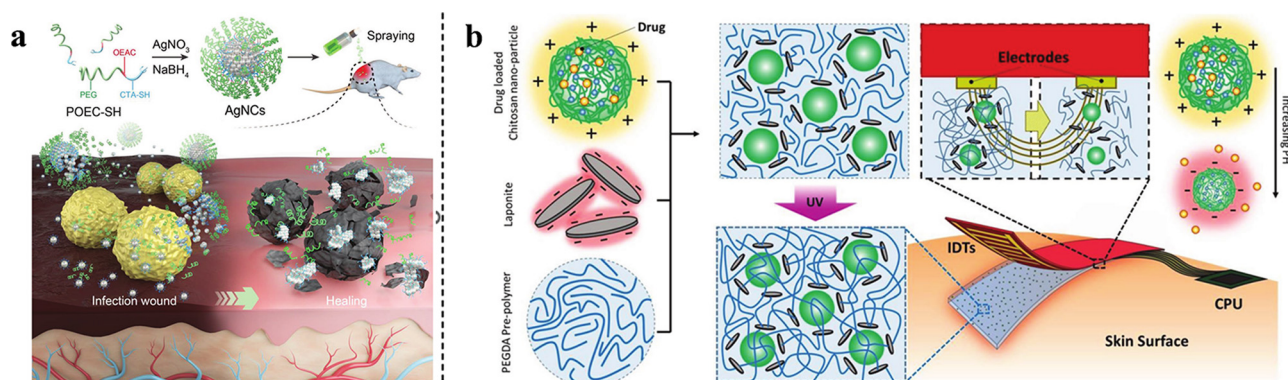 a
AgNO3
NaBH4
OEAC
PEG
CTA-SH
POEC-SH
AgNCs
Spraying
Infection wound
Healing
b
Drug loaded
Chitosan nano-particle
Drug
Laponite
PEGDA Pre-polymer
UV
Electrodes
Increasing PH
IDTs
CPU
Skin Surface